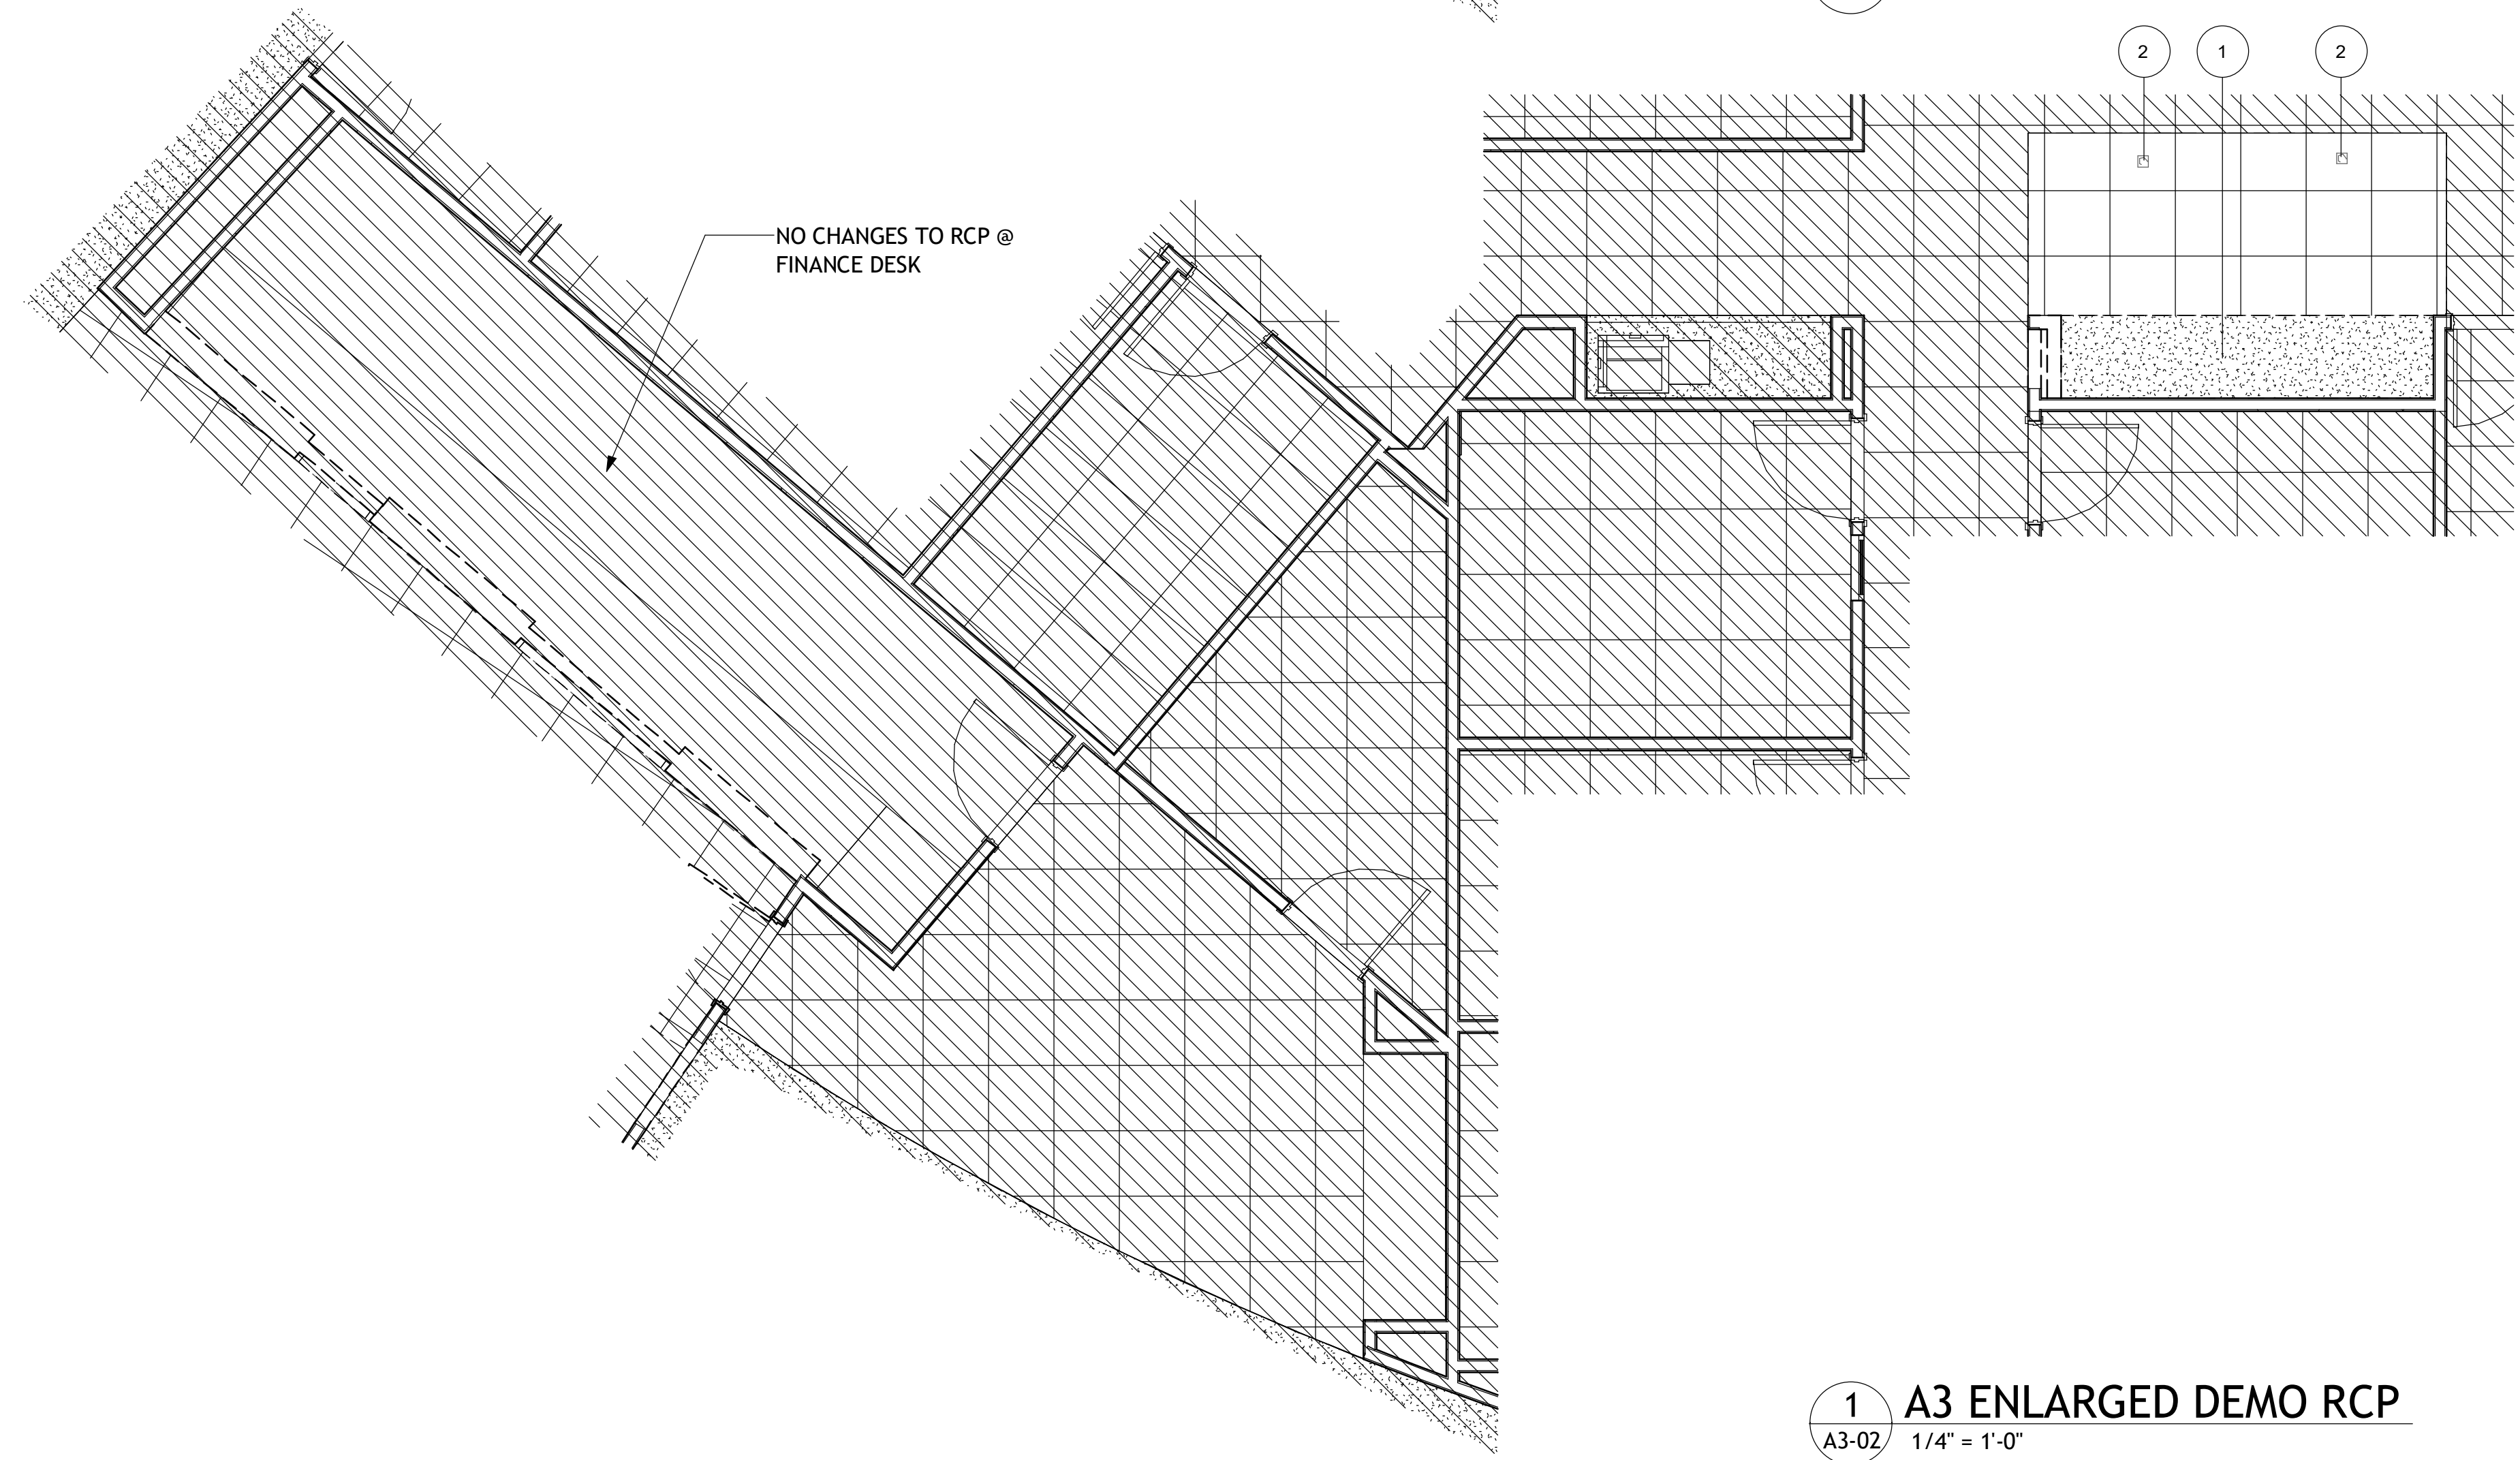 2 1 2
NO CHANGES TO RCP @
FINANCE DESK
1 A3 ENLARGED DEMO RCP
A3-02 1/4" = 1'-0"